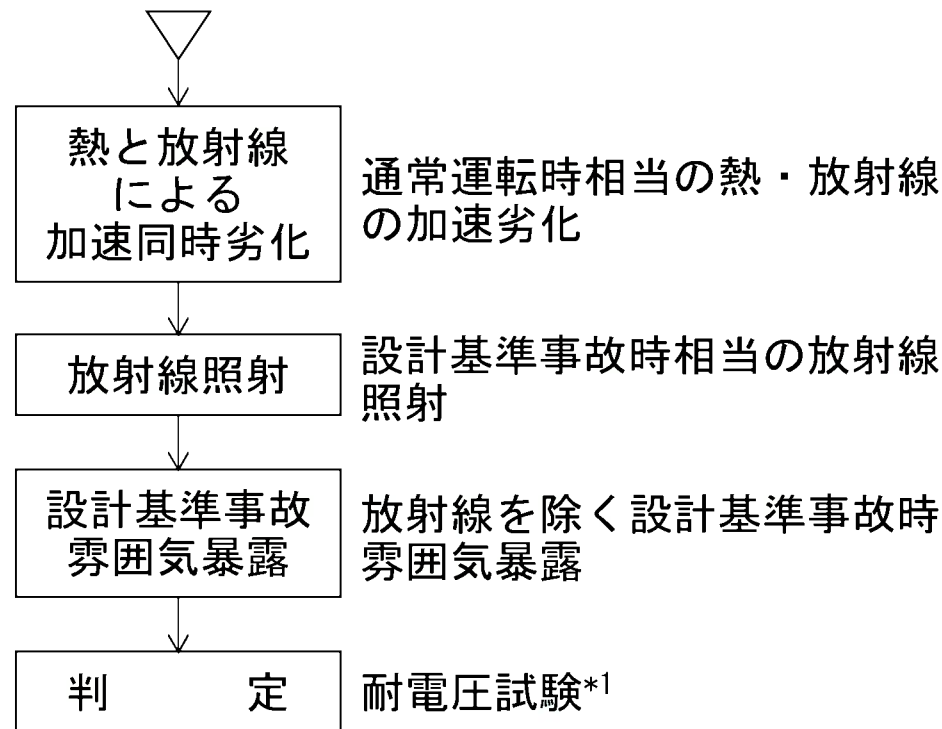 熱と放射線
による
加速同時劣化
通常運転時相当の熱・放射線
の加速劣化
放射線照射
設計基準事故時相当の放射線
照射
設計基準事故
雰囲気暴露
放射線を除く設計基準事故時
雰囲気暴露
判 定
耐電圧試験*1